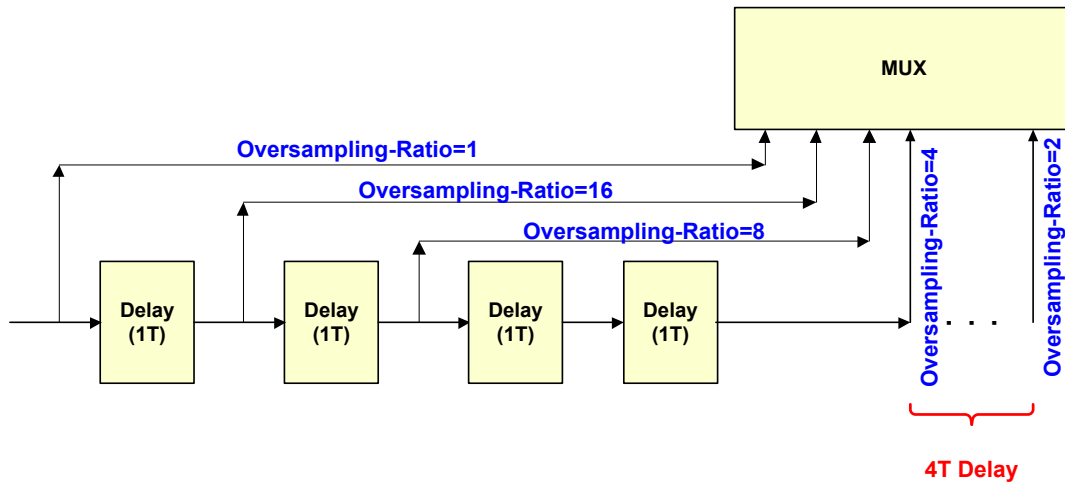 MUX
Oversampling-Ratio=1
Oversampling-Ratio=16
Oversampling-Ratio=8
Oversampling-Ratio=4
Oversampling-Ratio=2
Delay
(1T)
Delay
(1T)
Delay
(1T)
Delay
(1T)
. . .
4T Delay